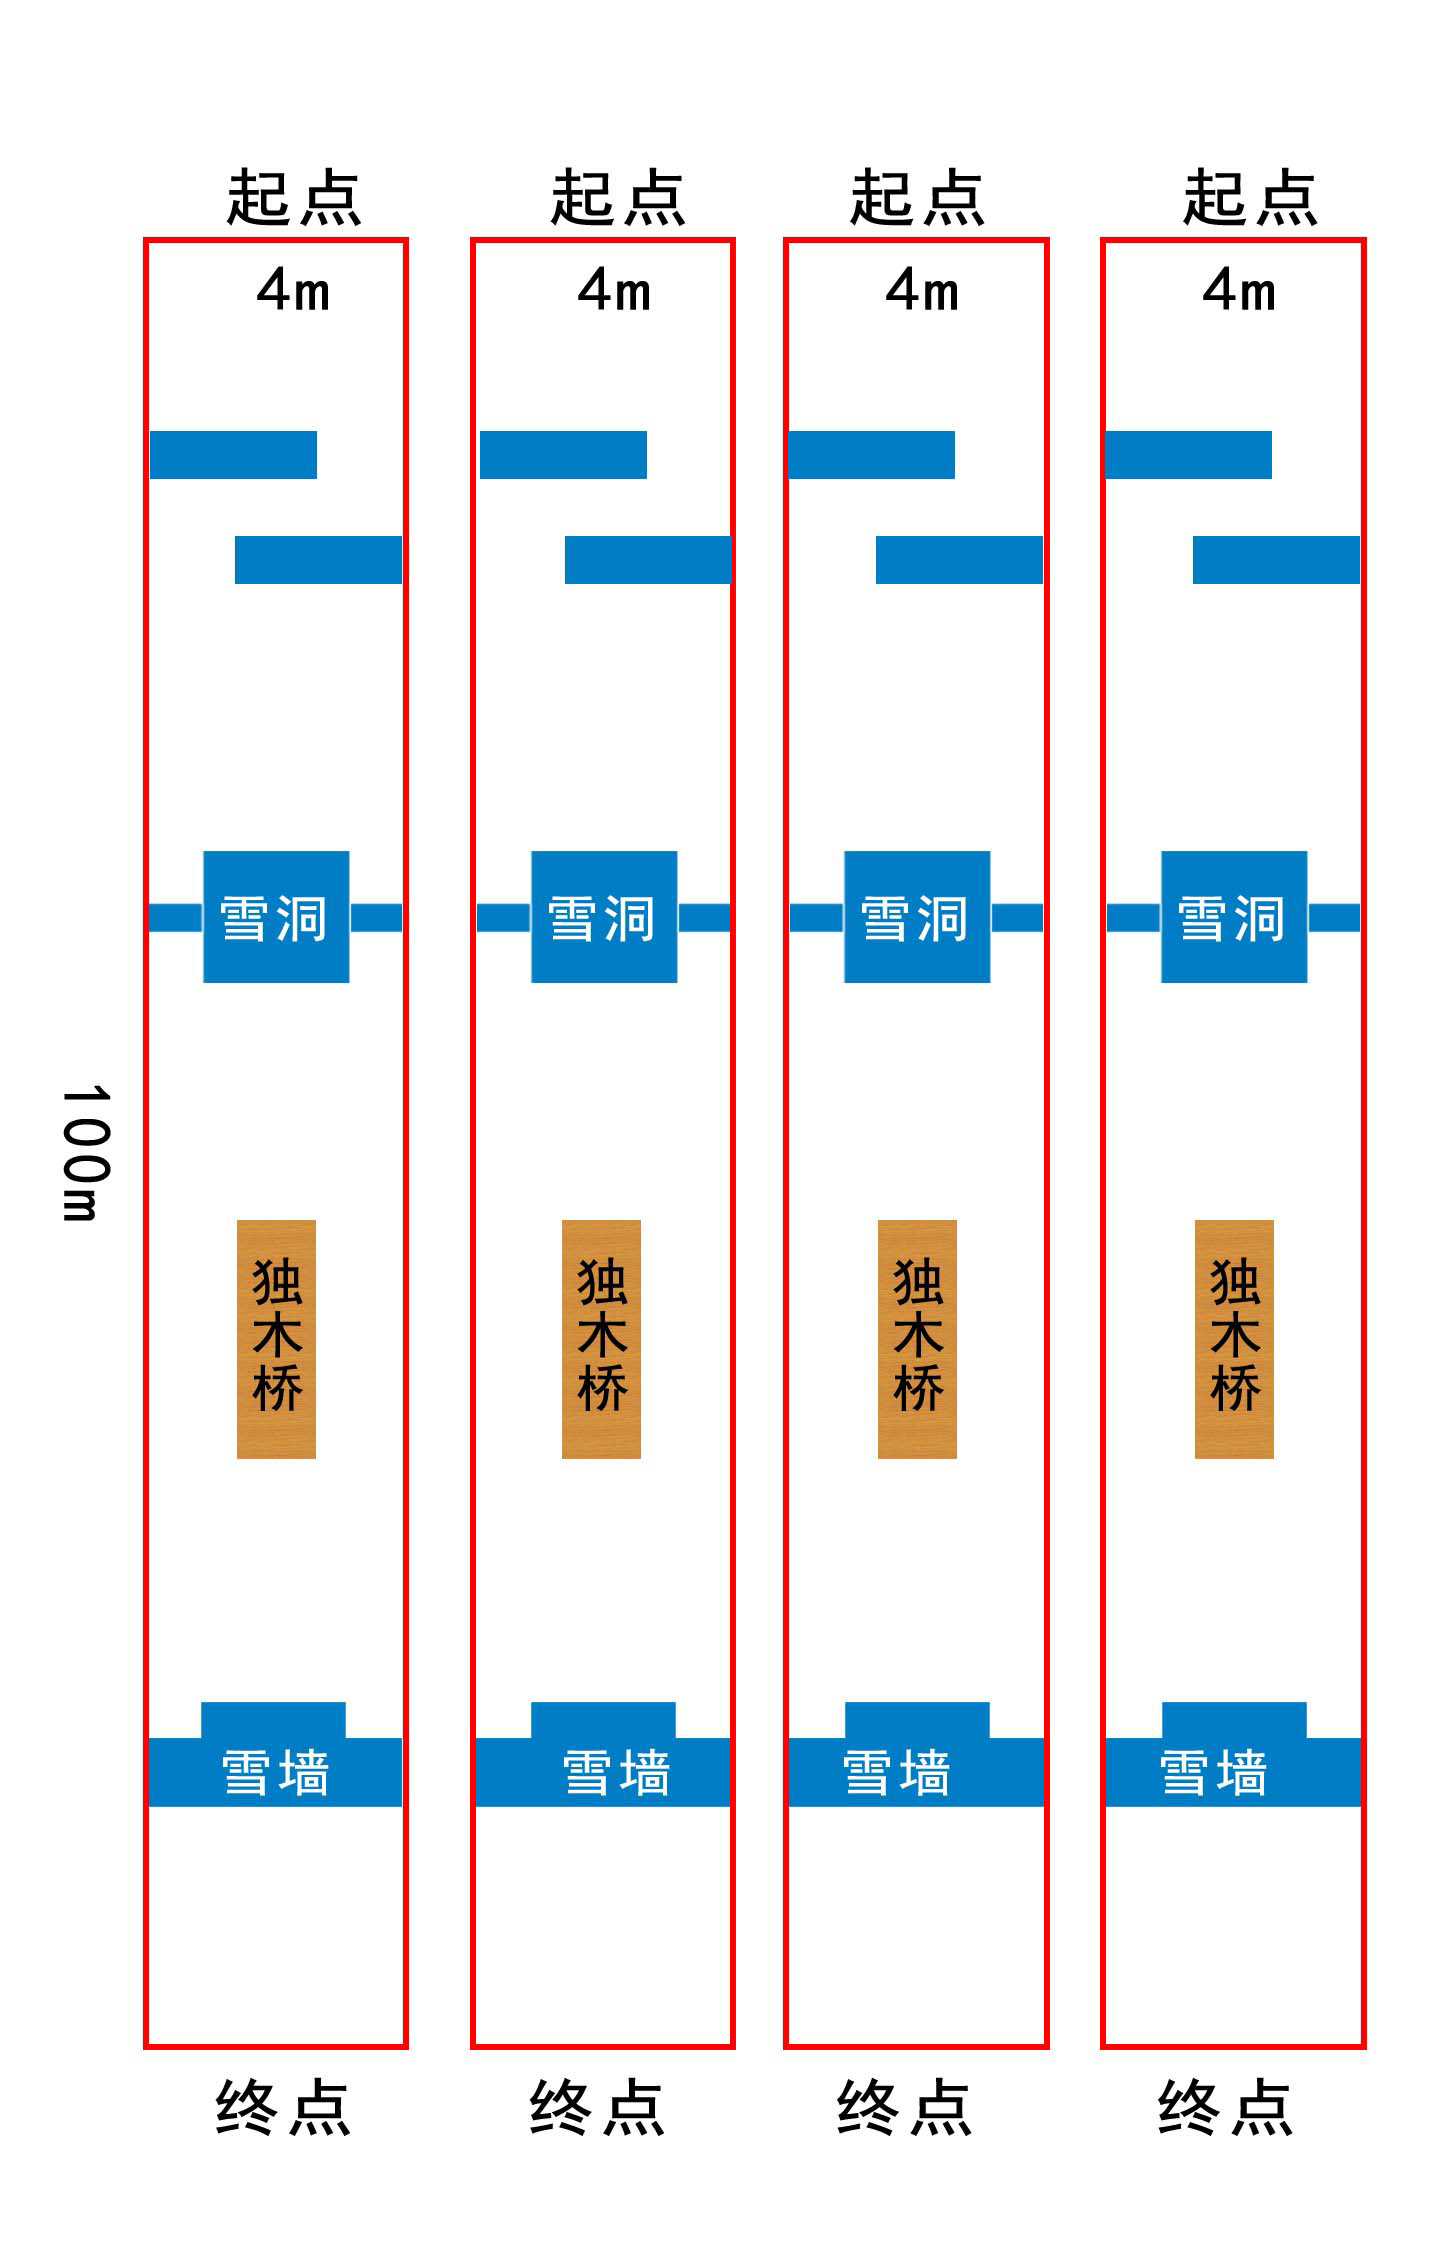 起点 起点 起点 起点
4m 4m 4m 4m
雪洞 雪洞 雪洞 雪洞
100m
独木桥 独木桥 独木桥 独木桥
雪墙 雪墙 雪墙 雪墙
终点 终点 终点 终点